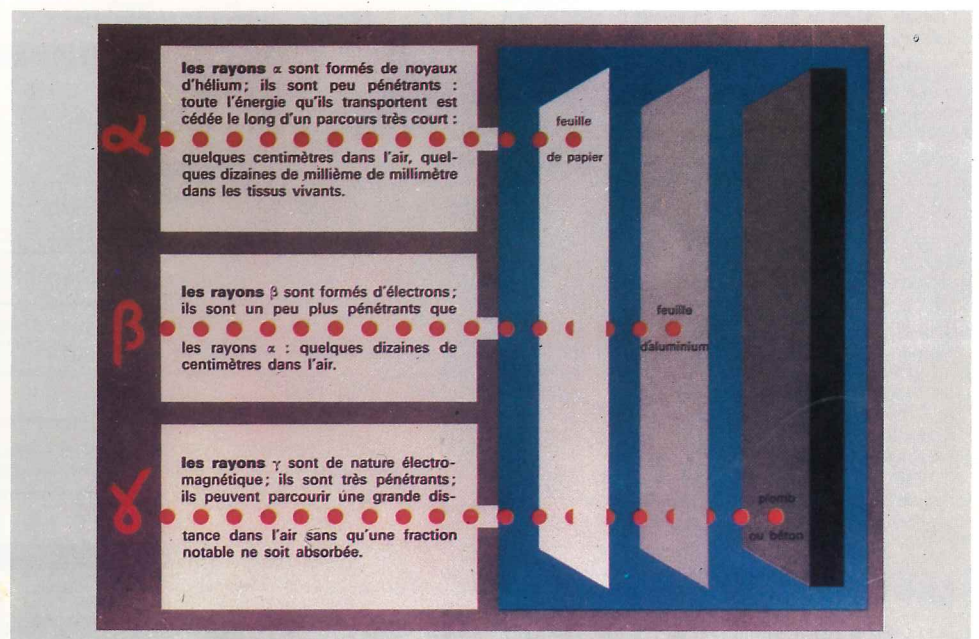 α
les rayons α sont formés de noyaux
d'hélium; ils sont peu pénétrants :
toute l'énergie qu'ils transportent est
cédée le long d'un parcours très court :
quelques centimètres dans l'air, quel-
ques dizaines de millième de millimètre
dans les tissus vivants.
feuille
de papier
β
les rayons β sont formés d'électrons;
ils sont un peu plus pénétrants que
les rayons α : quelques dizaines de
centimètres dans l'air.
feuille
d'aluminium
γ
les rayons γ sont de nature électro-
magnétique; ils sont très pénétrants;
ils peuvent parcourir une grande dis-
tance dans l'air sans qu'une fraction
notable ne soit absorbée.
plomb
ou béton